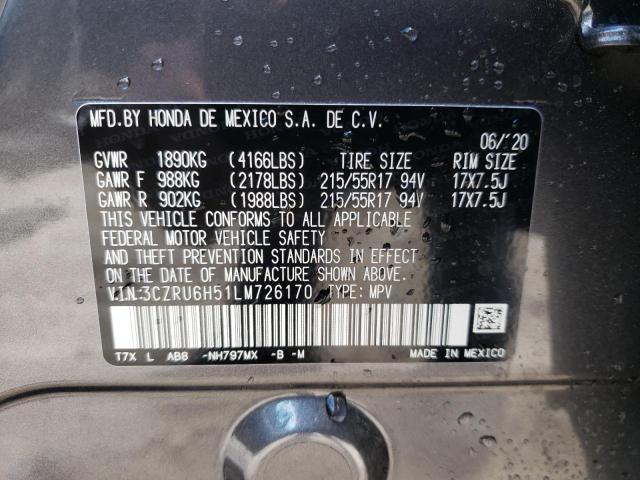 MFD.BY HONDA DE MEXICO S.A. DE C.V.
06/'20
GVWR 1890KG (4166LBS) TIRE SIZE RIM SIZE
GAWR F 988KG (2178LBS) 215/55R17 94V 17X7.5J
GAWR R 902KG (1988LBS) 215/55R17 94V 17X7.5J
THIS VEHICLE CONFORMS TO ALL APPLICABLE
FEDERAL MOTOR VEHICLE SAFETY
AND THEFT PREVENTION STANDARDS IN EFFECT
ON THE DATE OF MANUFACTURE SHOWN ABOVE.
V.I.N:3CZRU6H51LM726170 TYPE: MPV
T7X L AB8 -NH797MX -B -M
MADE IN MEXICO